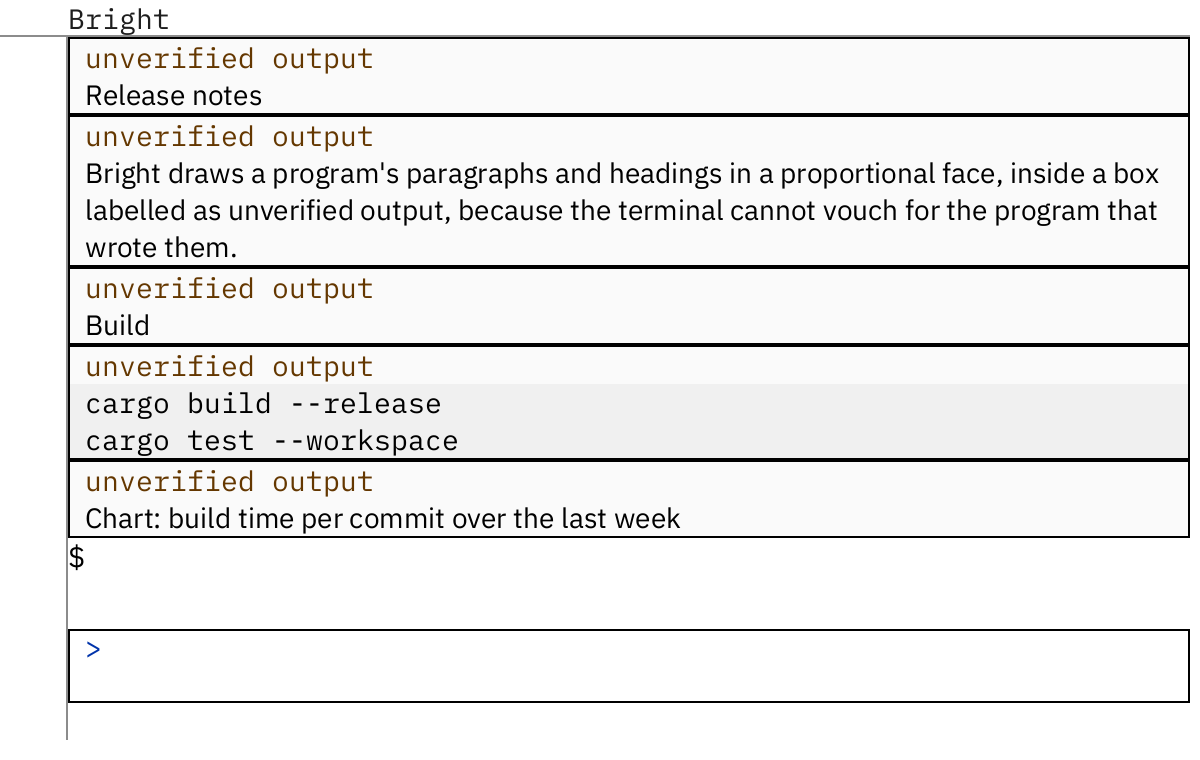 Bright
unverified output
Release notes
unverified output
Bright draws a program's paragraphs and headings in a proportional face, inside a box
labelled as unverified output, because the terminal cannot vouch for the program that
wrote them.
unverified output
Build
unverified output
cargo build --release
cargo test --workspace
unverified output
Chart: build time per commit over the last week
$
>